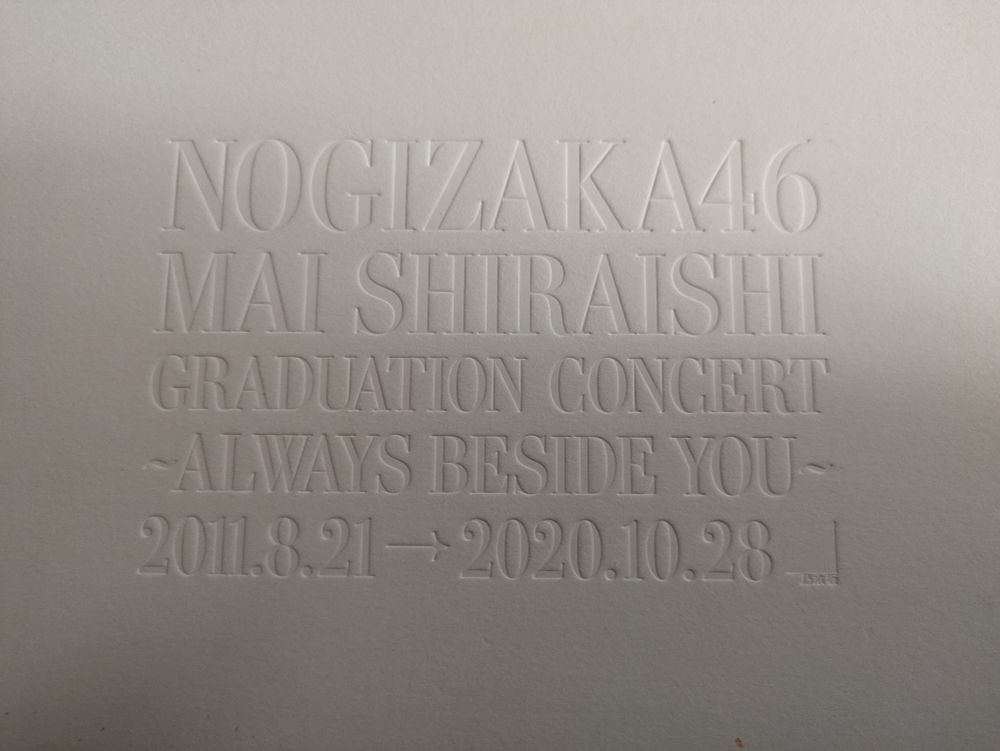 NOGIZAKA46
MAI SHIRAISHI
GRADUATION CONCERT
~ALWAYS BESIDE YOU~
2011.8.21→2020.10.28